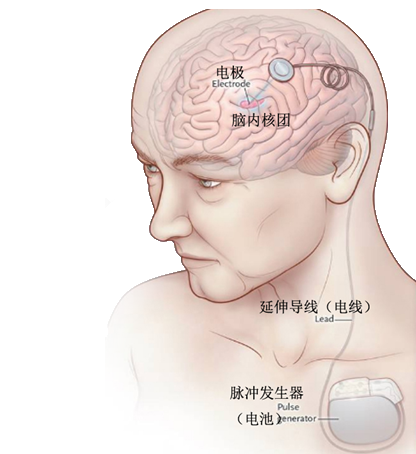 电极
Electrode
脑内核团
延伸导线（电线）
Lead
脉冲发生器
Pulse
（电池）
generator